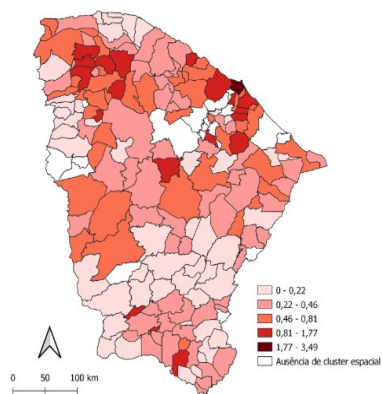 0 - 0,22
0,22 - 0,46
0,46 - 0,81
0,81 - 1,77
1,77 - 3,49
Ausência de cluster espacial
0 50 100 km